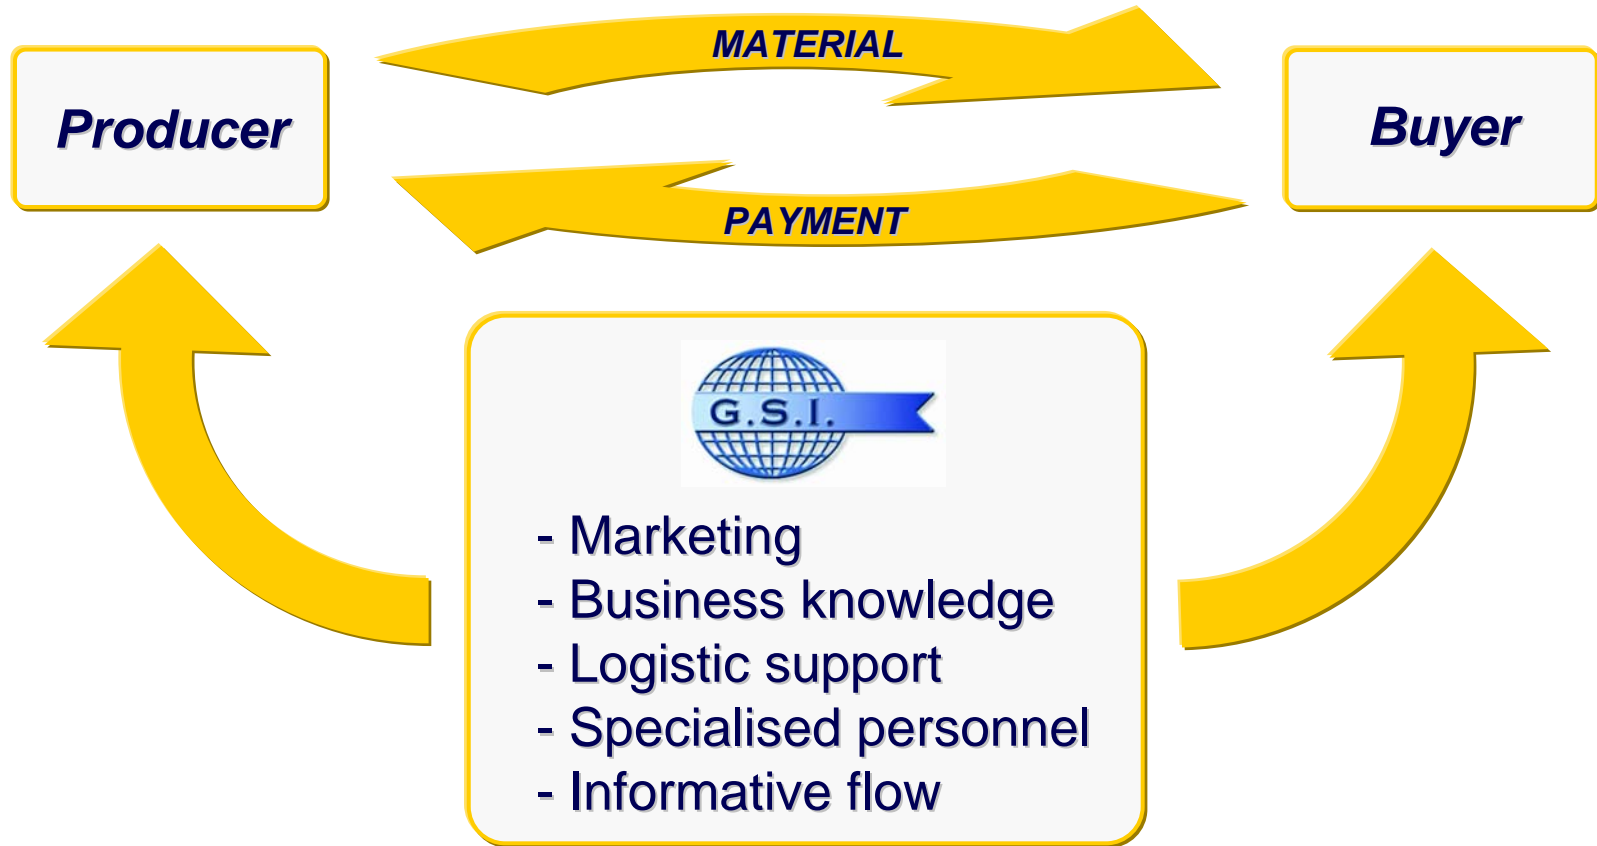 MATERIAL
Producer
Buyer
PAYMENT
G.S.I.
- Marketing
- Business knowledge
- Logistic support
- Specialised personnel
- Informative flow